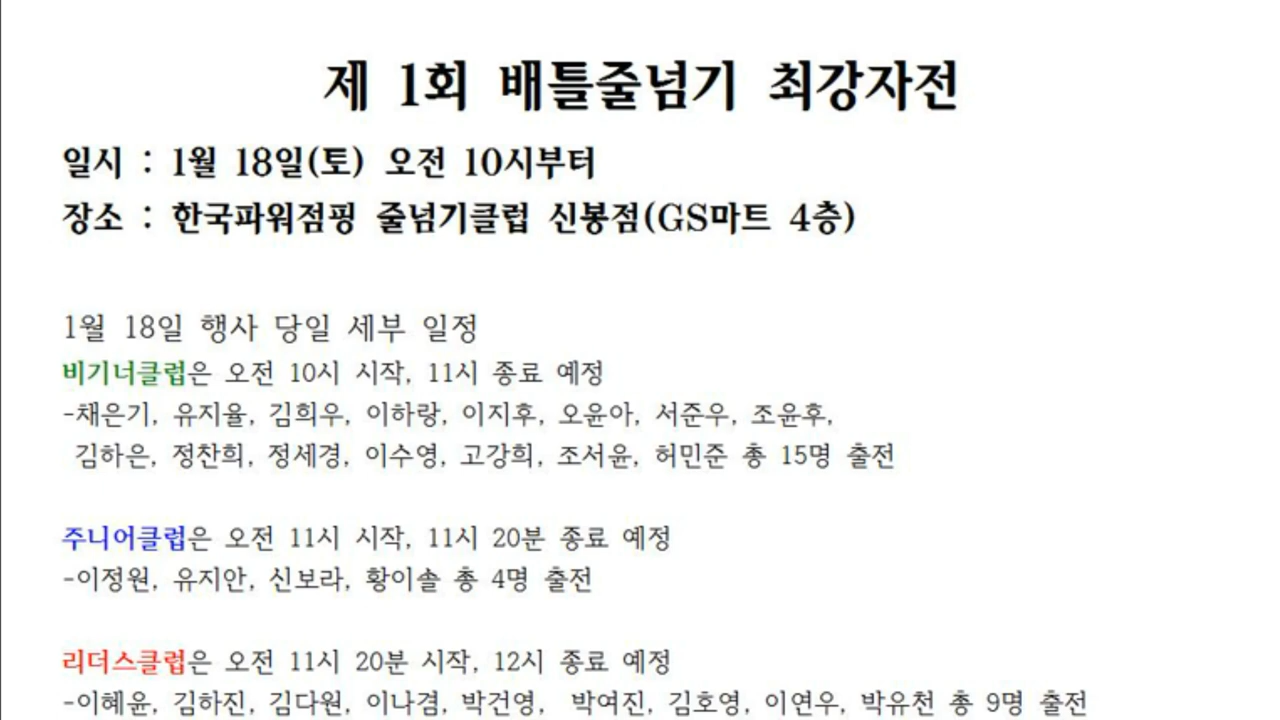 제 1회 배틀줄넘기 최강자전
일시 : 1월 18일(토) 오전 10시부터
장소 : 한국파워점핑 줄넘기클럽 신봉점(GS마트 4층)
1월 18일 행사 당일 세부 일정
비기너클럽은 오전 10시 시작, 11시 종료 예정
-채은기, 유지율, 김희우, 이하랑, 이지후, 오윤아, 서준우, 조윤후,
김하은, 정찬희, 정세경, 이수영, 고강희, 조서윤, 허민준 총 15명 출전
주니어클럽은 오전 11시 시작, 11시 20분 종료 예정
-이정원, 유지안, 신보라, 황이솔 총 4명 출전
리더스클럽은 오전 11시 20분 시작, 12시 종료 예정
-이혜윤, 김하진, 김다원, 이나겸, 박건영, 박여진, 김호영, 이연우, 박유천 총 9명 출전